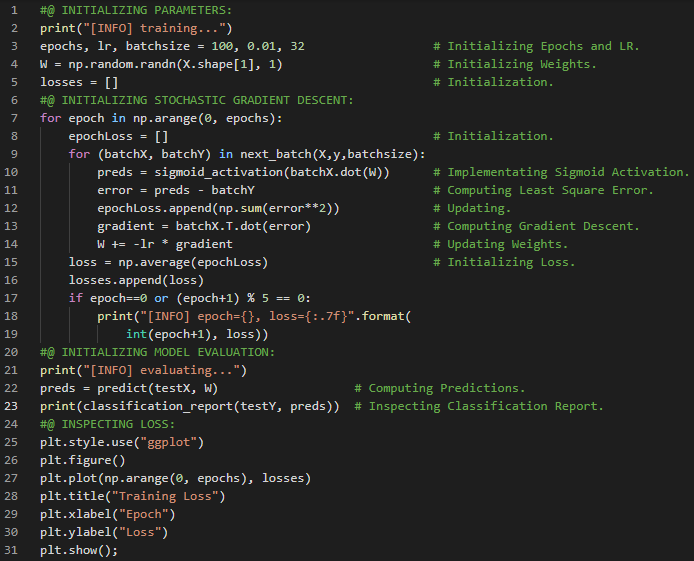 1 #@ INITIALIZING PARAMETERS:
2 print("[INFO] training...")
3 epochs, lr, batchsize = 100, 0.01, 32 # Initializing Epochs and LR.
4 W = np.random.randn(X.shape[1], 1) # Initializing Weights.
5 losses = [] # Initialization.
6 #@ INITIALIZING STOCHASTIC GRADIENT DESCENT:
7 for epoch in np.arange(0, epochs):
8     epochLoss = [] # Initialization.
9     for (batchX, batchY) in next_batch(X,y,batchsize):
10         preds = sigmoid_activation(batchX.dot(W)) # Implementating Sigmoid Activation.
11         error = preds - batchY # Computing Least Square Error.
12         epochLoss.append(np.sum(error**2)) # Updating.
13         gradient = batchX.T.dot(error) # Computing Gradient Descent.
14         W += -lr * gradient # Updating Weights.
15     loss = np.average(epochLoss) # Initializing Loss.
16     losses.append(loss)
17     if epoch==0 or (epoch+1) % 5 == 0:
18         print("[INFO] epoch={}, loss={:.7f}".format(
19             int(epoch+1), loss))
20 #@ INITIALIZING MODEL EVALUATION:
21 print("[INFO] evaluating...")
22 preds = predict(testX, W) # Computing Predictions.
23 print(classification_report(testY, preds)) # Inspecting Classification Report.
24 #@ INSPECTING LOSS:
25 plt.style.use("ggplot")
26 plt.figure()
27 plt.plot(np.arange(0, epochs), losses)
28 plt.title("Training Loss")
29 plt.xlabel("Epoch")
30 plt.ylabel("Loss")
31 plt.show();